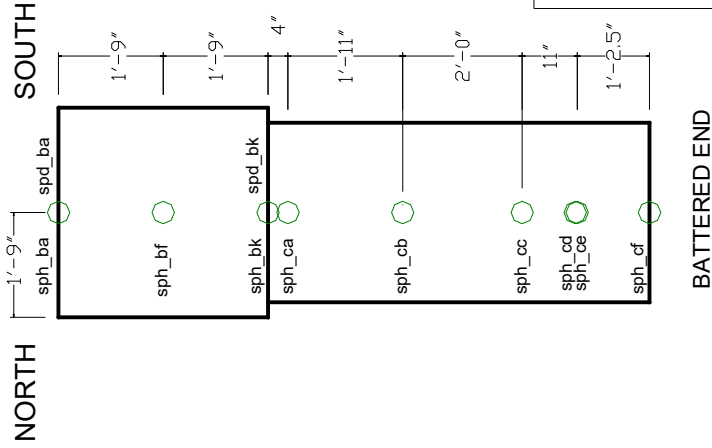 SOUTH
NORTH
1'-9"
1'-9"
4"
1'-11"
2'-0"
11"
1'-2.5"
1'-9"
sph_ba
spd_ba
sph_bf
sph_bk
spd_bk
sph_ca
sph_cb
sph_cc
sph_cd
sph_ce
sph_cf
BATTERED END